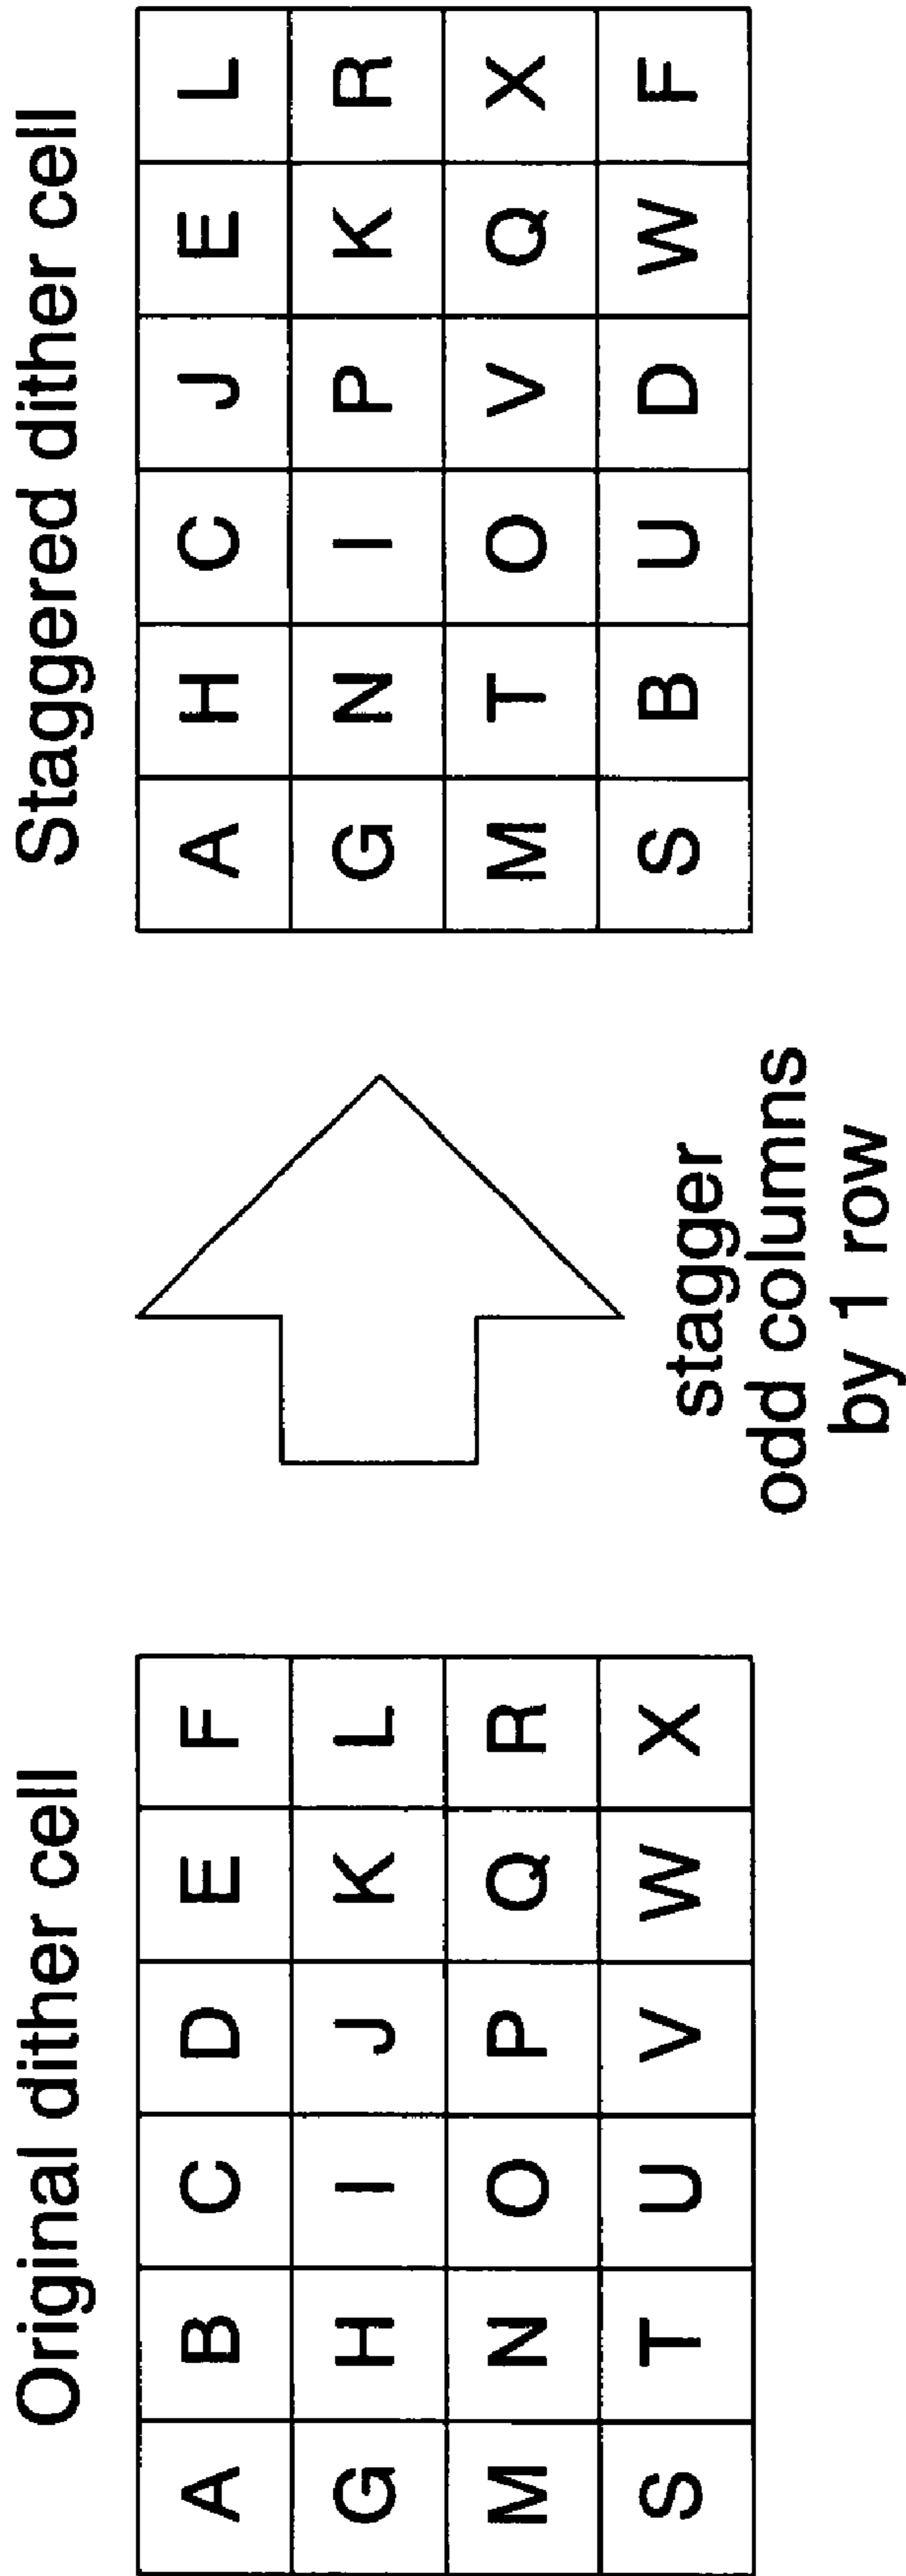 Original dither cell
A B C D E F
G H I J K L
M N O P Q R
S T U V W X
stagger
odd columns
by 1 row
Staggered dither cell
A H C J E L
G N I P K R
M T O V Q X
S B U D W F